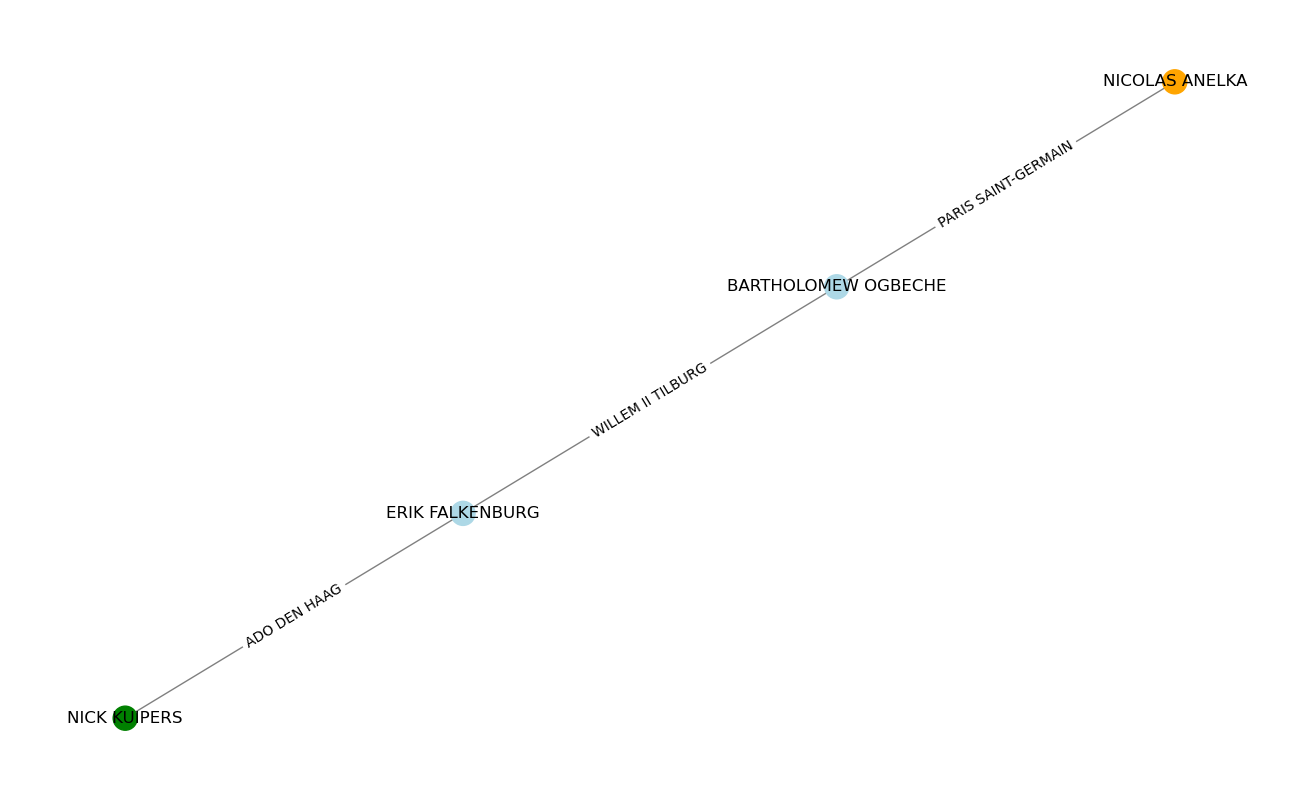 NICOLAS ANELKA
PARIS SAINT-GERMAIN
BARTHOLOMEW OGBECHE
WILLEM II TILBURG
ERIK FALKENBURG
ADO DEN HAAG
NICK KUIPERS